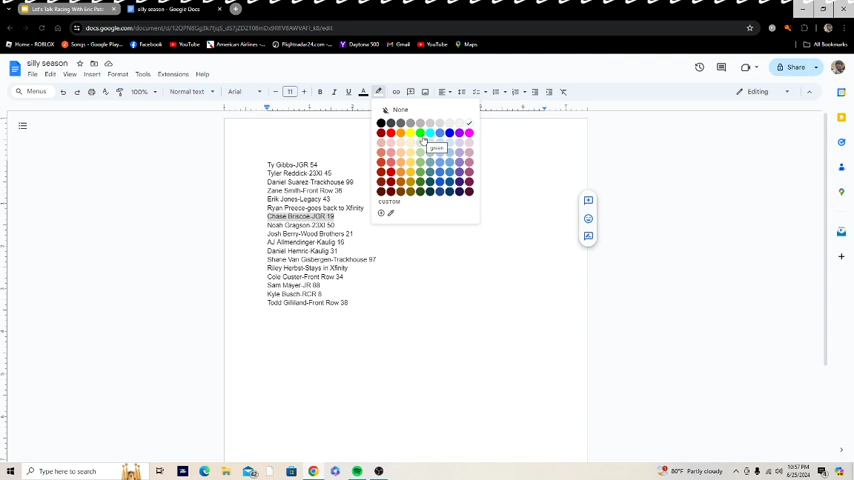 Let's Talk Racing With Eric Patr
silly season - Google Docs
docs.google.com/document/d/
Home - ROBLOX
Songs - Google Play...
YouTube
American Airlines -...
Facebook
Flightradar24.com -...
Daytona 500
Gmail
YouTube
Maps
All Bookmarks
silly season
File Edit View Insert Format Tools Extensions Help
Share
Menus
100%
Normal text
Arial
11
Editing
None
green
CUSTOM
1 2 3 6 7
Ty Gibbs-JGR 54
Tyler Reddick-23XI 45
Daniel Suarez-Trackhouse 99
Zane Smith-Front Row 36
Erik Jones-Legacy 43
Ryan Preece-goes back to Xfinity
Chase Briscoe-JGR 19
Noah Gragson-23XI 50
Josh Berry-Wood Brothers 21
AJ Allmendinger-Kaulig 16
Daniel Hemric-Kaulig 31
Shane Van Gisbergen-Trackhouse 97
Riley Herbst-Stays in Xfinity
Cole Custer-Front Row 34
Sam Mayer-JR 88
Kyle Busch-RCR 8
Todd Gilliland-Front Row 38
Type here to search
80°F Partly cloudy
10:57 PM
6/25/2024